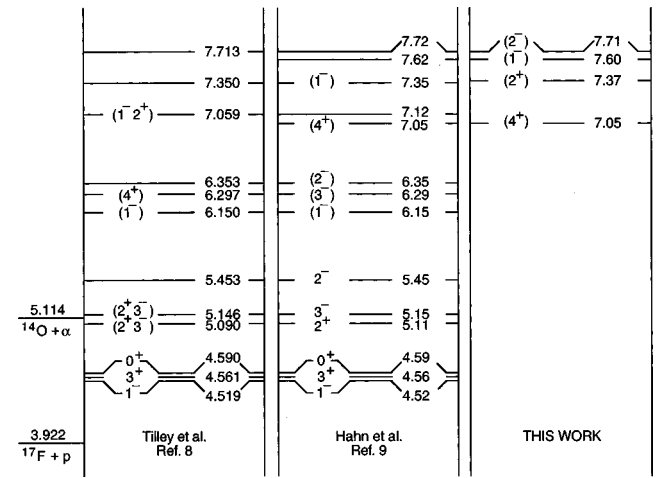 7.72 (2⁻) 7.71
7.713 7.62 (1⁻) 7.60
7.350 (1⁻) 7.35 (2⁺) 7.37
(1⁻ 2⁺) 7.059 7.12
(4⁺) 7.05 (4⁺) 7.05
6.353 (2⁻) 6.35
(4⁺) 6.297 (3⁻) 6.29
(1⁻) 6.150 (1⁻) 6.15
5.453 2⁻ 5.45
5.114 (2⁺3⁻) 5.146 3⁻ 5.15
¹⁴O + α (2⁺3⁻) 5.090 2⁺ 5.11
0⁺ 4.590 0⁺ 4.59
3⁺ 4.561 3⁺ 4.56
1⁻ 4.519 1⁻ 4.52
3.922 Tilley et al. Hahn et al. THIS WORK
¹⁷F + p Ref. 8 Ref. 9